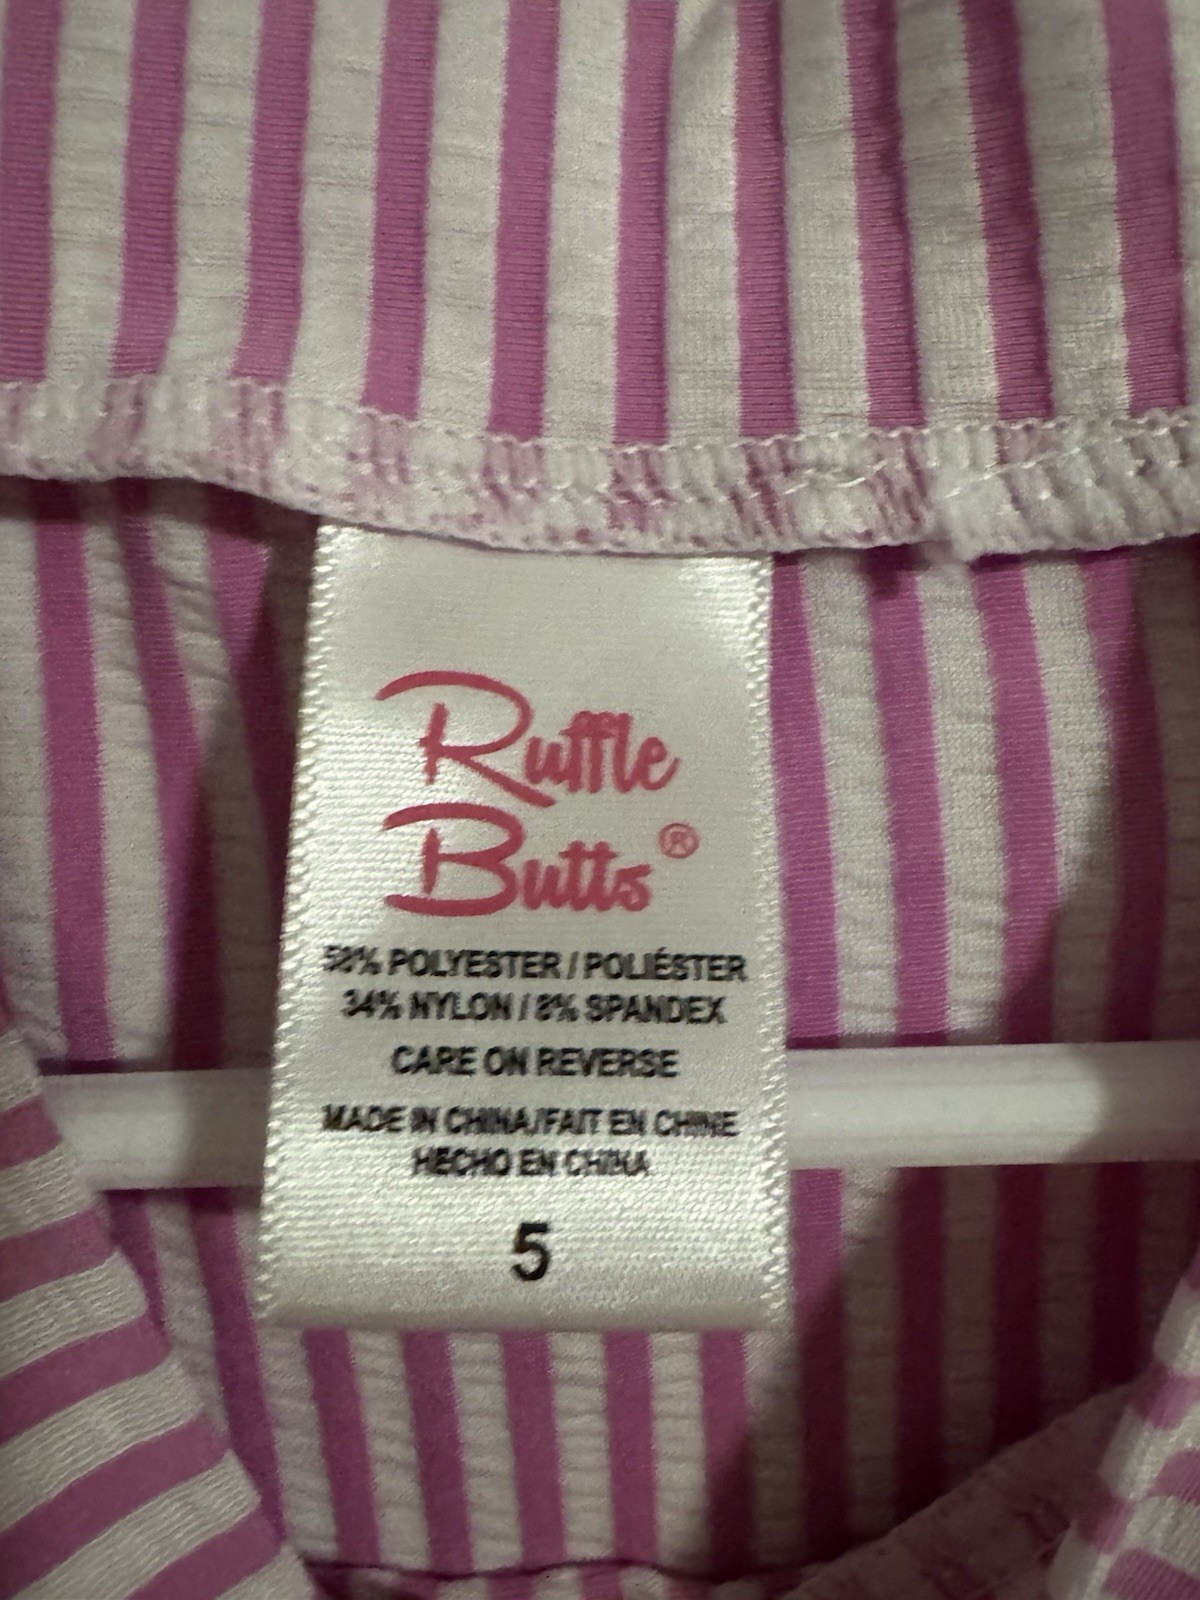 Ruffle
Butts®
58% POLYESTER / POLIÉSTER
34% NYLON / 8% SPANDEX
CARE ON REVERSE
MADE IN CHINA/FAIT EN CHINE
HECHO EN CHINA
5